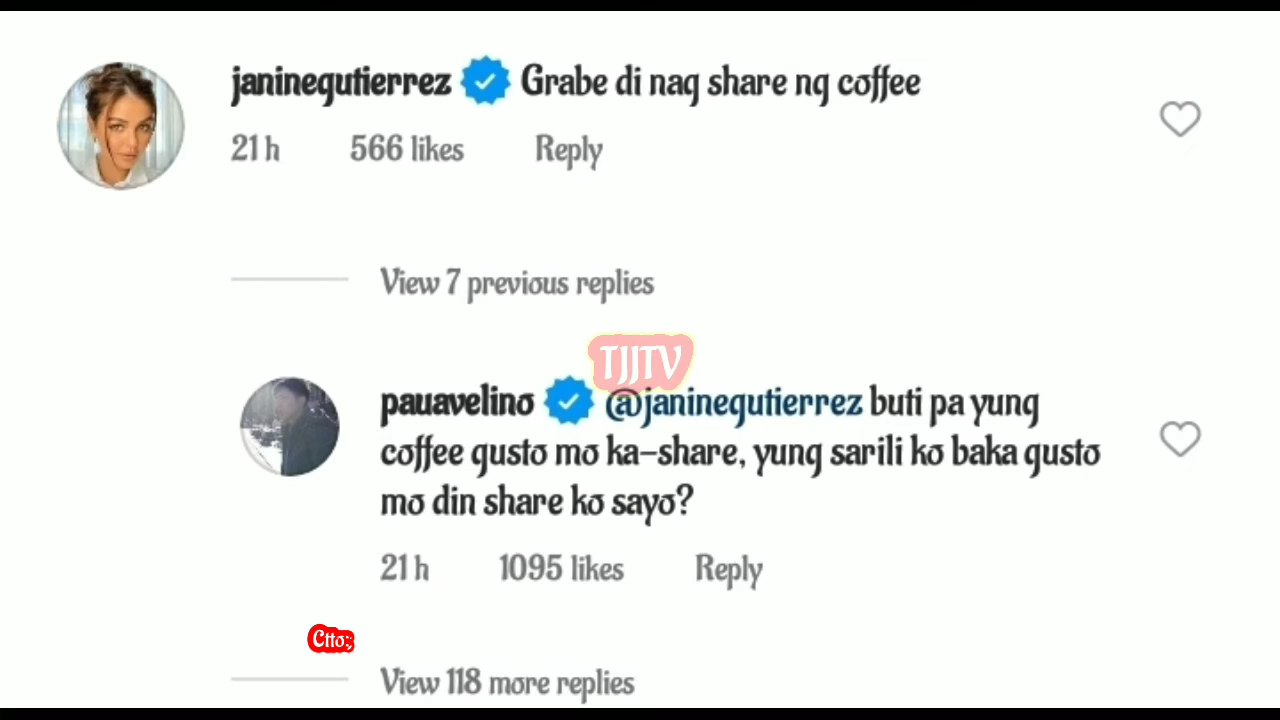 janinegutierrez Grabe di nag share ng coffee
21 h 566 likes Reply
View 7 previous replies
TJJTV
pauavelino @janinegutierrez buti pa yung
coffee gusto mo ka-share, yung sarili ko baka gusto
mo din share ko sayo?
21 h 1095 likes Reply
Ctto:;
View 118 more replies